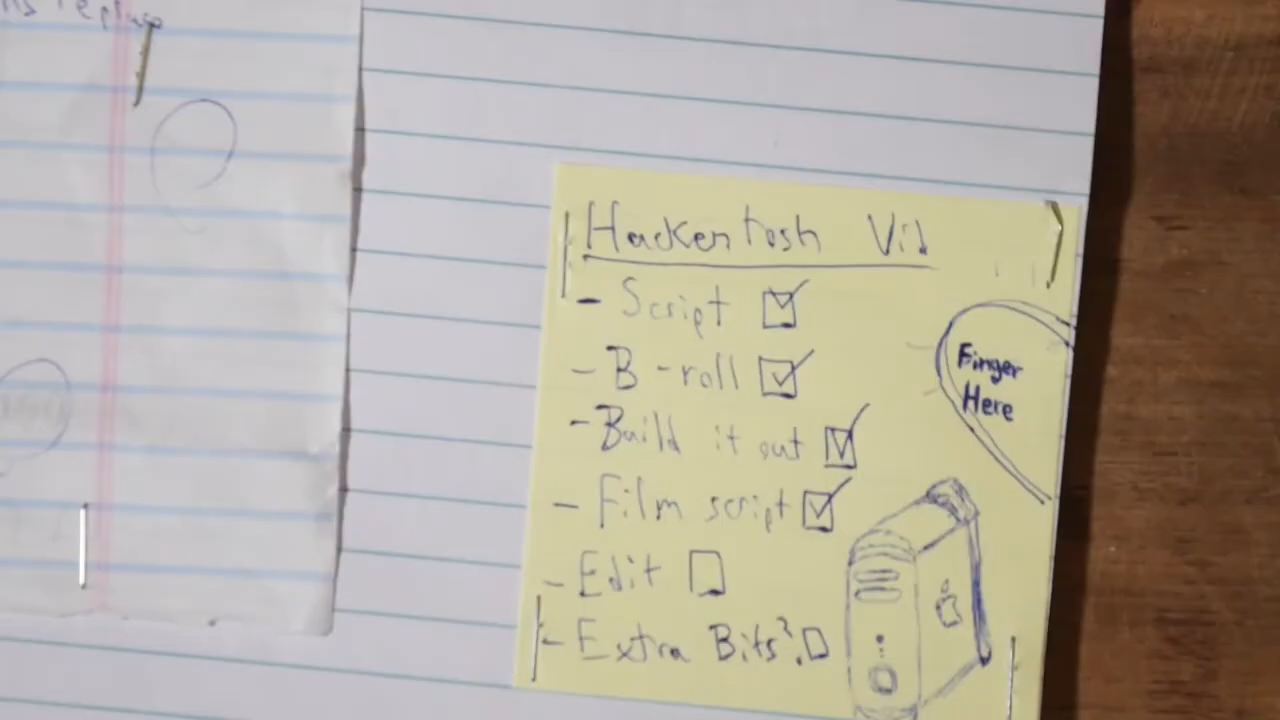 Hackentosh Vid
- Script
- B-roll
- Build it out
- Film script
- Edit
- Extra Bits?
Finger
Here